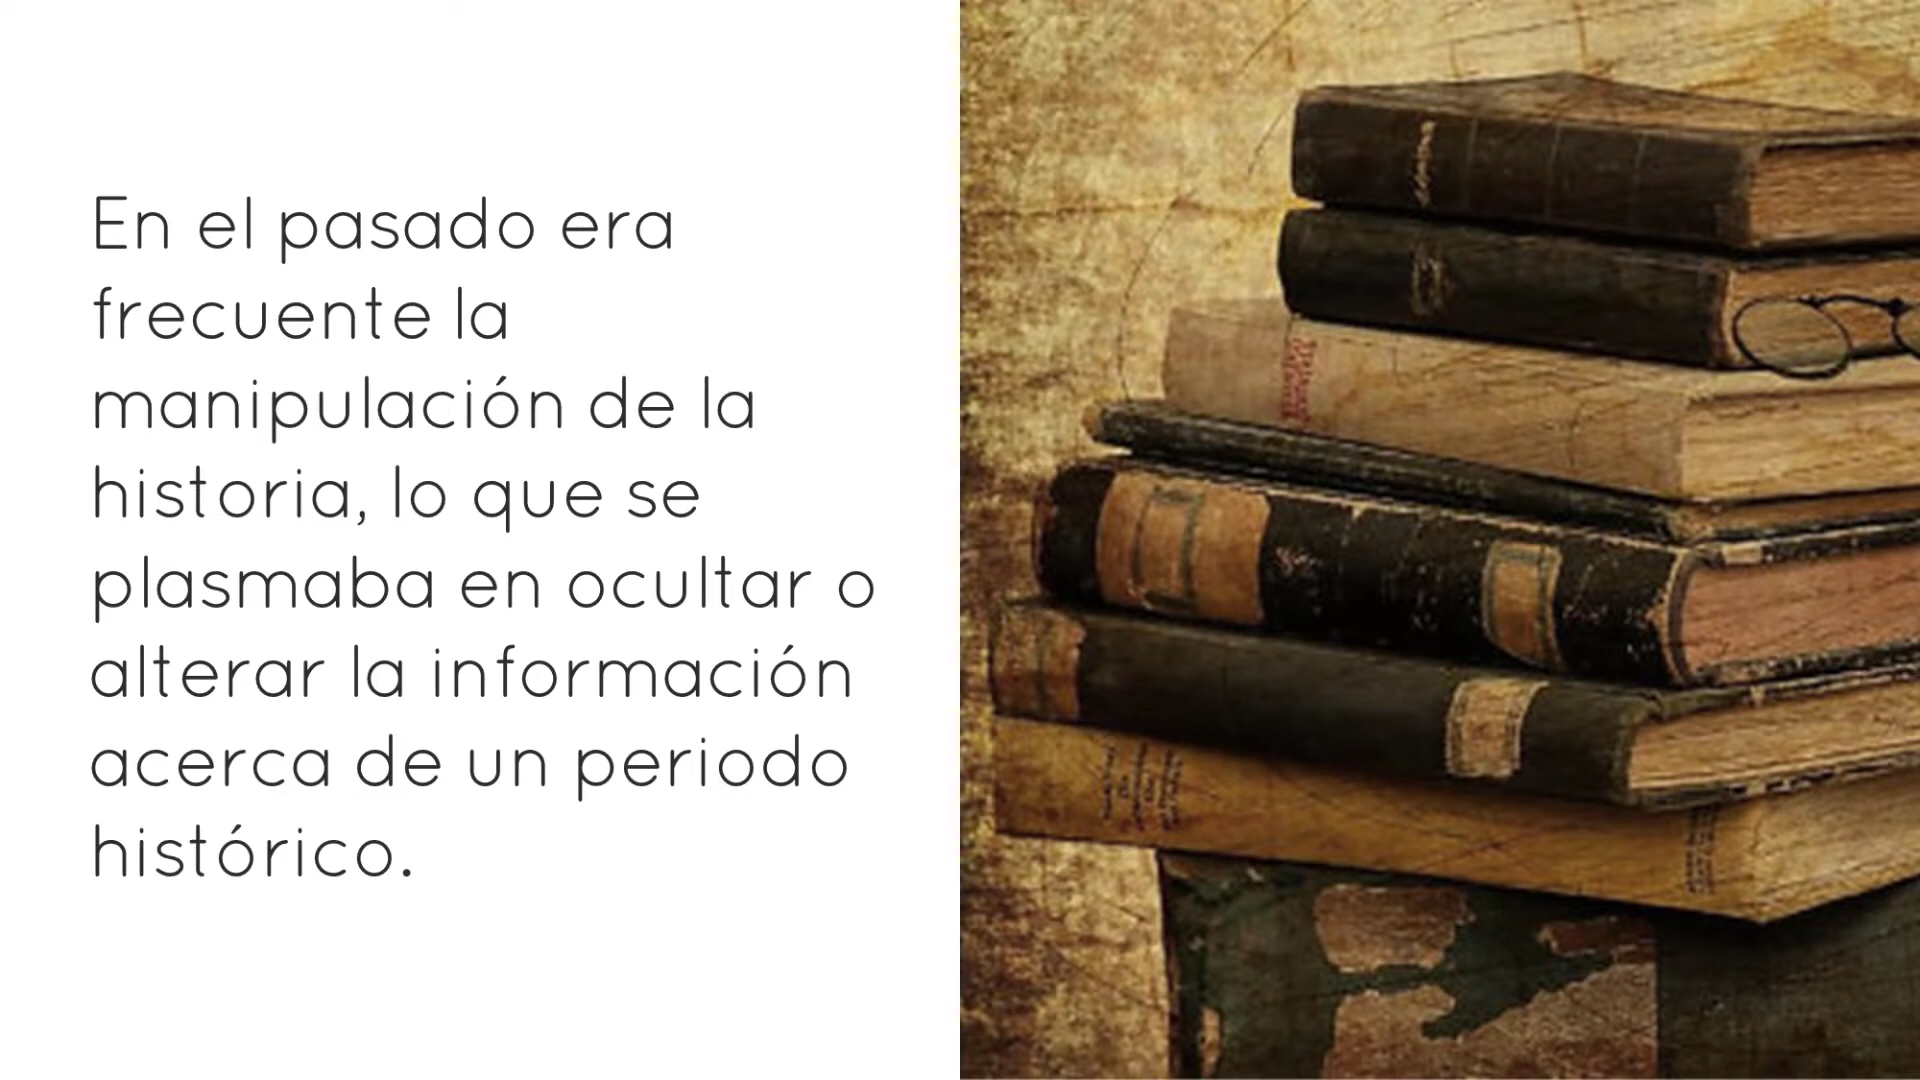 En el pasado era
frecuente la
manipulación de la
historia, lo que se
plasmaba en ocultar o
alterar la información
acerca de un periodo
histórico.